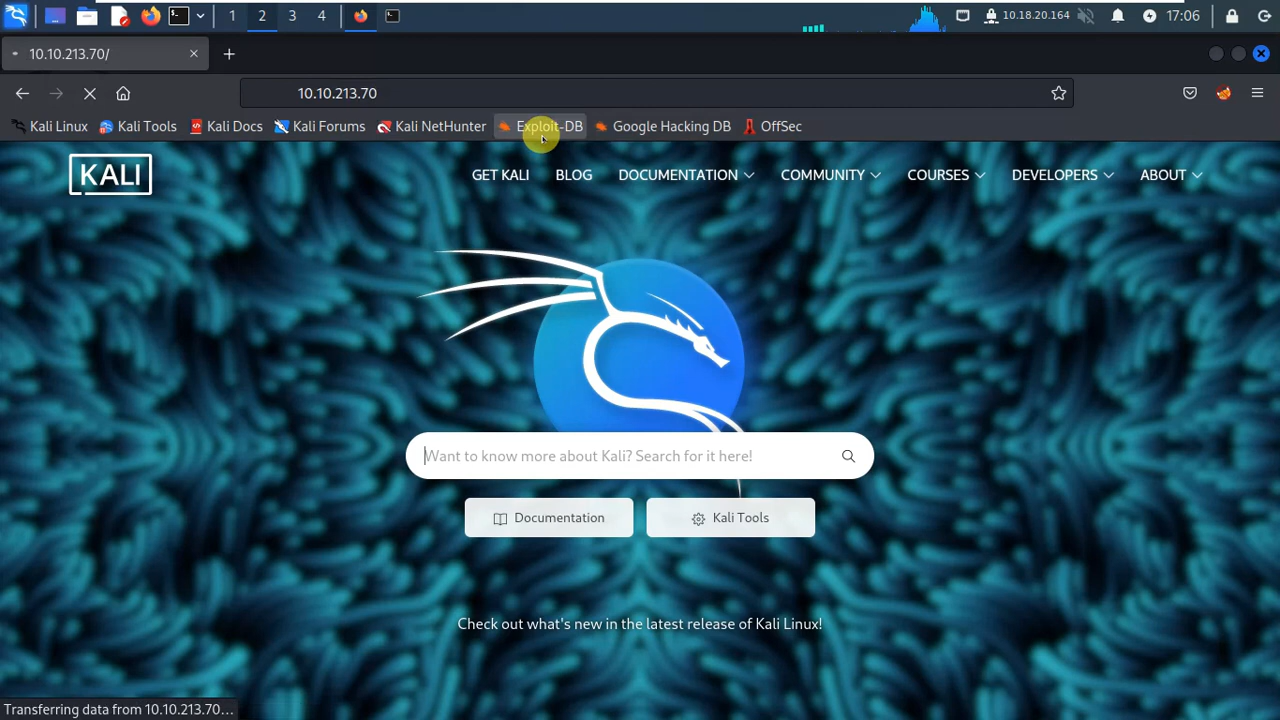 1 2 3 4 10.18.20.164 17:06
10.10.213.70/
10.10.213.70
Kali Linux Kali Tools Kali Docs Kali Forums Kali NetHunter Exploit-DB Google Hacking DB OffSec
KALI GET KALI BLOG DOCUMENTATION COMMUNITY COURSES DEVELOPERS ABOUT
Want to know more about Kali? Search for it here!
Documentation Kali Tools
Check out what's new in the latest release of Kali Linux!
Transferring data from 10.10.213.70…